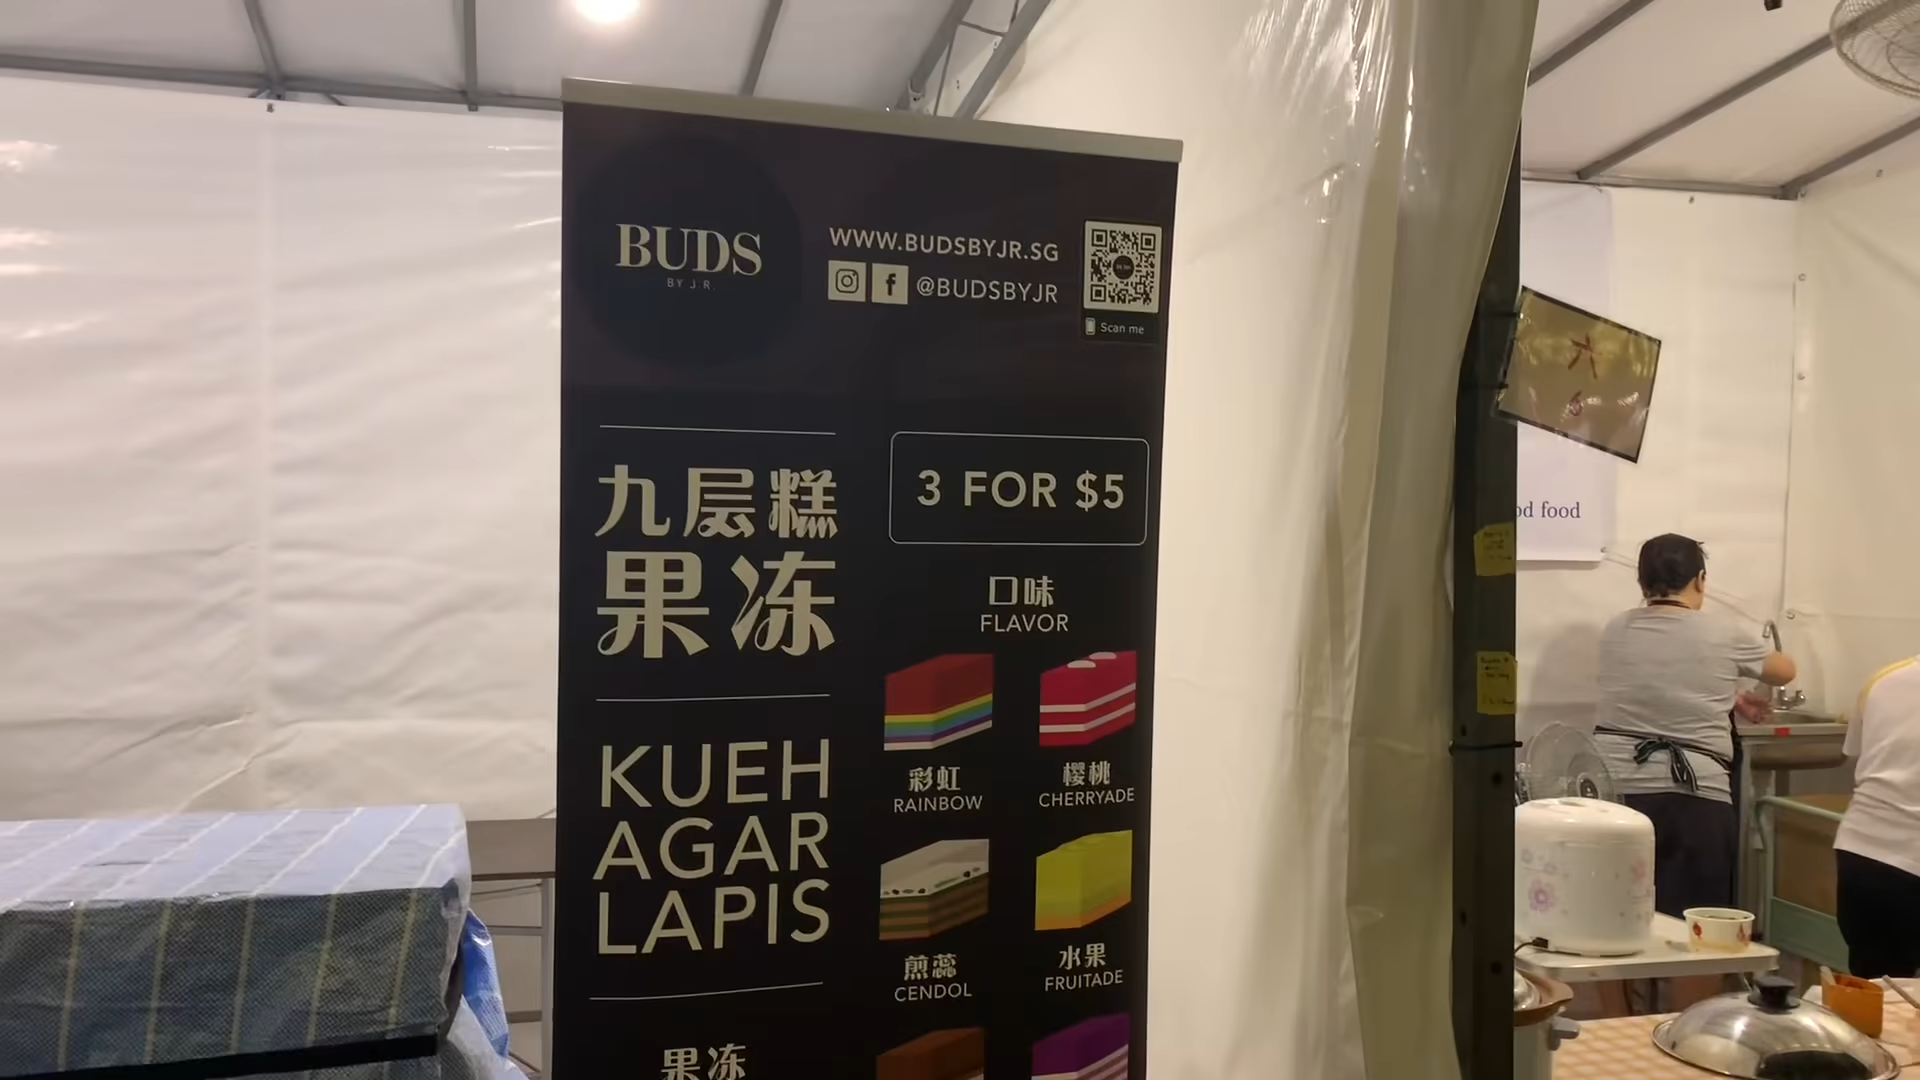 BUDS
BY J.R.
WWW.BUDSBYJR.SG
@BUDSBYJR
Scan me
九层糕
果冻
KUEH
AGAR
LAPIS
果冻
3 FOR $5
口味
FLAVOR
彩虹
RAINBOW
樱桃
CHERRYADE
煎蕊
CENDOL
水果
FRUITADE
food